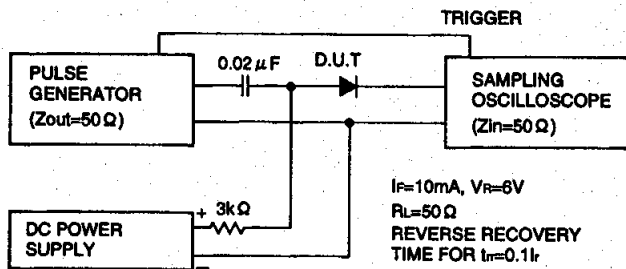 TRIGGER
0.02μF
D.U.T
PULSE
GENERATOR
(Zout=50Ω)
SAMPLING
OSCILLOSCOPE
(Zin=50Ω)
IF=10mA, VR=6V
RL=50Ω
REVERSE RECOVERY
TIME FOR trr=0.1Ir
+ 3kΩ
DC POWER
SUPPLY
−